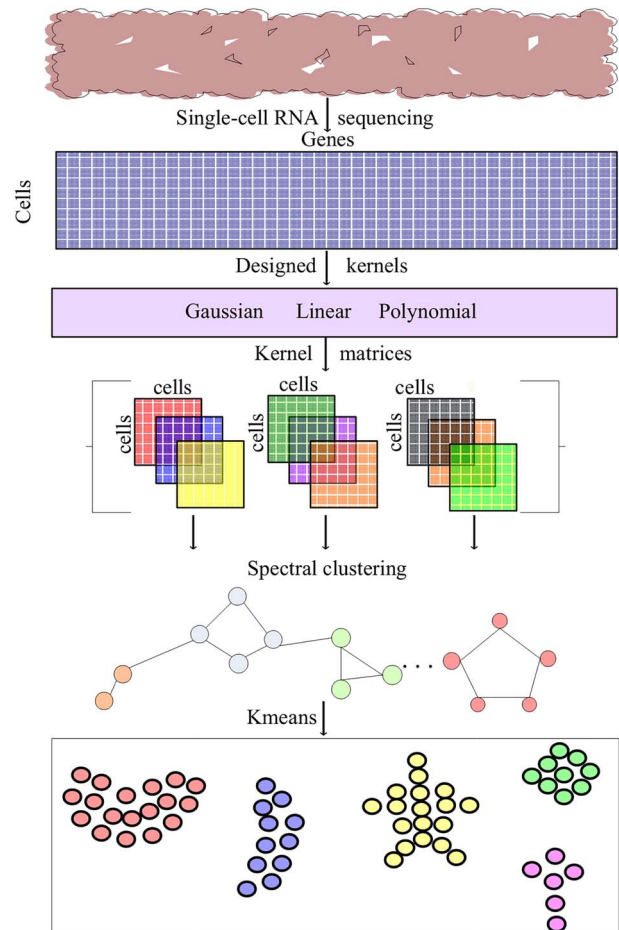 Single-cell RNA sequencing
Genes
Cells
Designed kernels
Gaussian Linear Polynomial
Kernel matrices
cells cells cells
cells cells cells
Spectral clustering
...
Kmeans